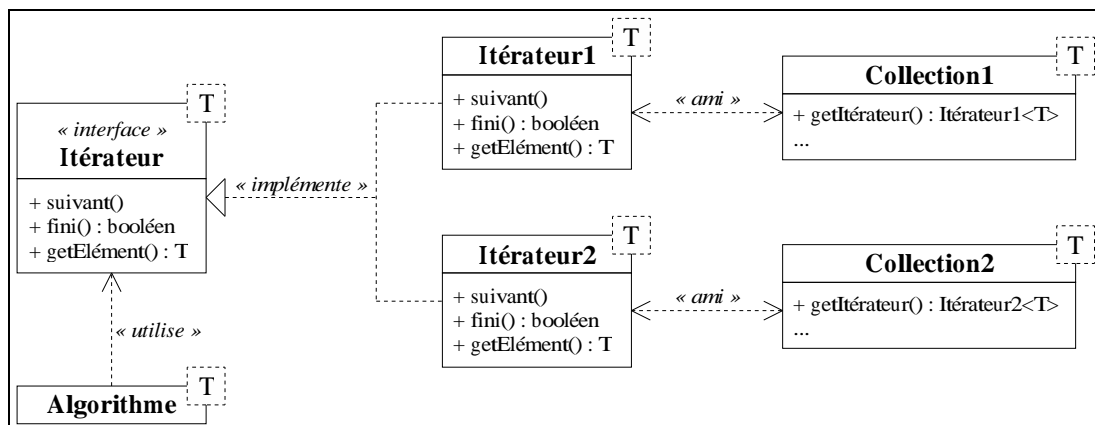 T
« interface »
Itérateur
+ suivant()
+ fini() : booléen
+ getElément() : T
« implémente »
« utilise »
T
Algorithme
T
Itérateur1
+ suivant()
+ fini() : booléen
+ getElément() : T
« ami »
T
Collection1
+ getItérateur() : Itérateur1<T>
...
T
Itérateur2
+ suivant()
+ fini() : booléen
+ getElément() : T
« ami »
T
Collection2
+ getItérateur() : Itérateur2<T>
...